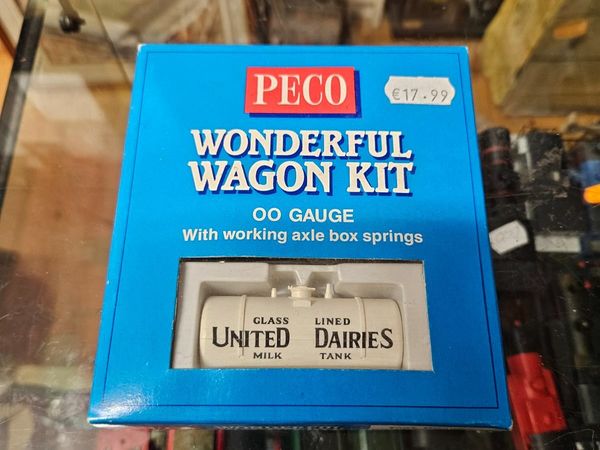 PECO
€17.99
WONDERFUL
WAGON KIT
OO GAUGE
With working axle box springs
GLASS LINED
UNITED DAIRIES
MILK TANK
WONDERFUL